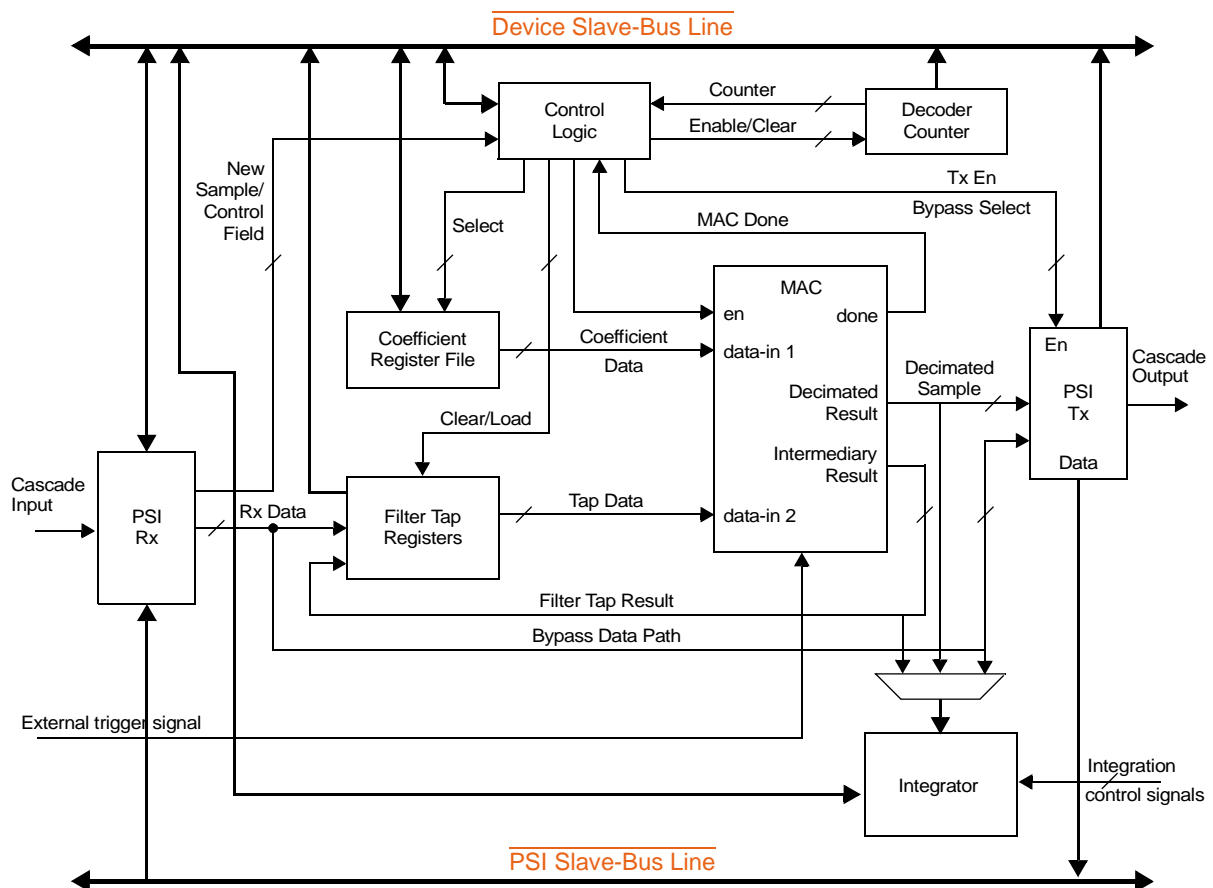 Device Slave-Bus Line
Control
Logic
Counter
Enable/Clear
Decoder
Counter
New
Sample/
Control
Field
Select
Tx En
Bypass Select
MAC Done
MAC
en
done
data-in 1
Decimated
Result
Intermediary
Result
data-in 2
Coefficient
Register File
Coefficient
Data
Clear/Load
Decimated
Sample
En
PSI
Tx
Data
Cascade
Output
Cascade
Input
PSI
Rx
Rx Data
Filter Tap
Registers
Tap Data
Filter Tap Result
Bypass Data Path
External trigger signal
Integrator
Integration
control signals
PSI Slave-Bus Line